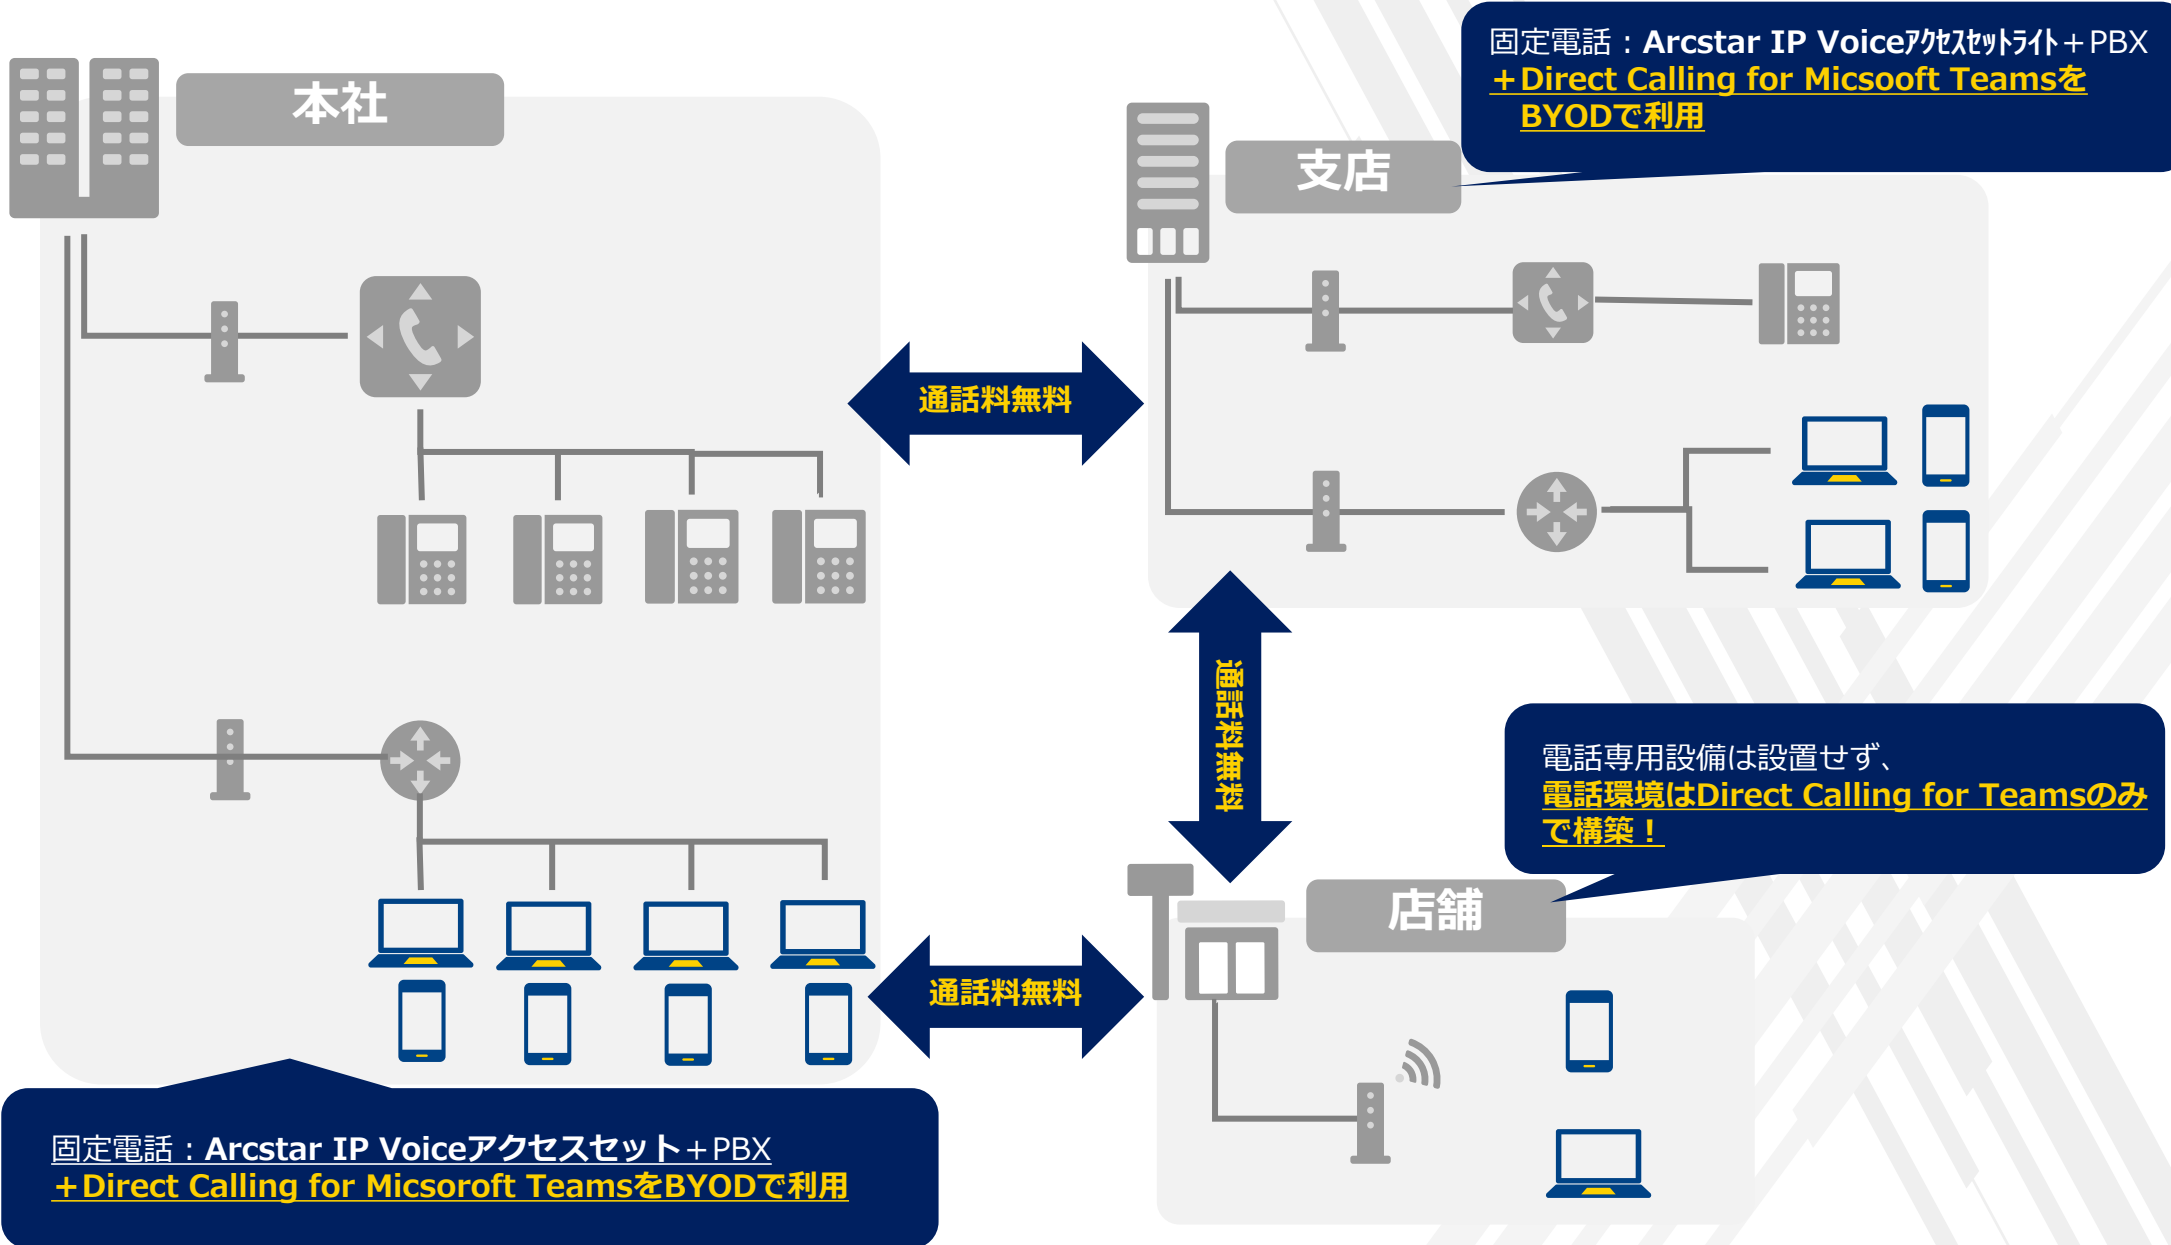 本社
固定電話：Arcstar IP Voiceｱｸｾｽｾｯﾄﾗｲﾄ＋PBX
＋Direct Calling for Micsooft Teamsを
BYODで利用
支店
通話料無料
通話料無料
電話専用設備は設置せず、
電話環境はDirect Calling for Teamsのみ
で構築！
店舗
通話料無料
固定電話：Arcstar IP Voiceアクセスセット＋PBX
＋Direct Calling for Micsoroft TeamsをBYODで利用